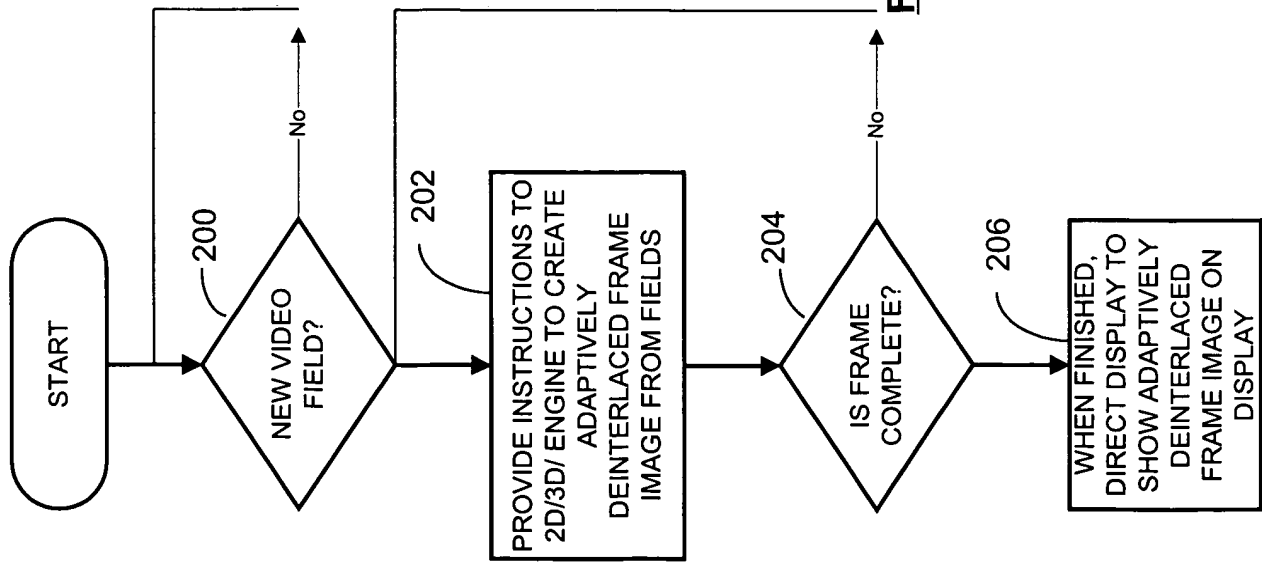 START
200
NEW VIDEO
FIELD?
No
202
PROVIDE INSTRUCTIONS TO
2D/3D/ ENGINE TO CREATE
ADAPTIVELY
DEINTERLACED FRAME
IMAGE FROM FIELDS
204
IS FRAME
COMPLETE?
No
206
WHEN FINISHED,
DIRECT DISPLAY TO
SHOW ADAPTIVELY
DEINTERLACED
FRAME IMAGE ON
DISPLAY